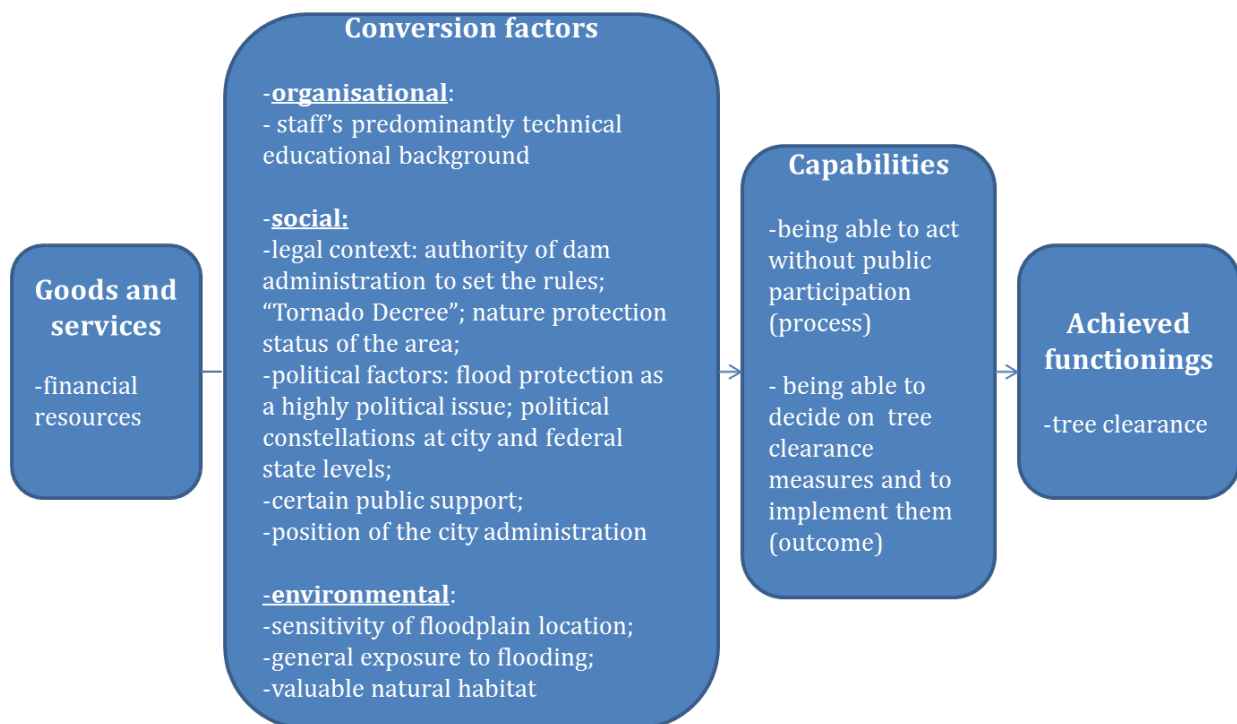 Goods and
services
-financial
resources
Conversion factors
-organisational:
- staff's predominantly technical
educational background
-social:
-legal context: authority of dam
administration to set the rules;
“Tornado Decree”; nature protection
status of the area;
-political factors: flood protection as
a highly political issue; political
constellations at city and federal
state levels;
-certain public support;
-position of the city administration
-environmental:
-sensitivity of floodplain location;
-general exposure to flooding;
-valuable natural habitat
Capabilities
-being able to act
without public
participation
(process)
- being able to
decide on tree
clearance
measures and to
implement them
(outcome)
Achieved
functionings
-tree clearance